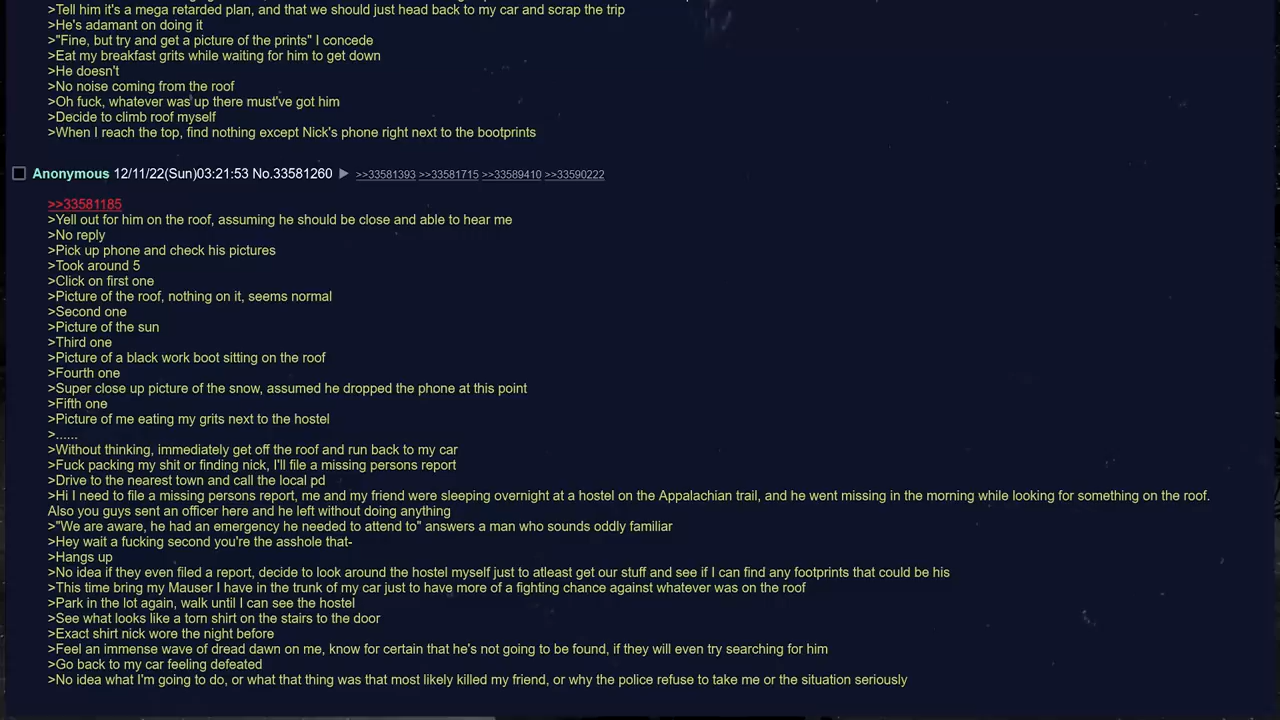 >Tell him it's a mega retarded plan, and that we should just head back to my car and scrap the trip
>He's adamant on doing it
>"Fine, but try and get a picture of the prints" I concede
>Eat my breakfast grits while waiting for him to get down
>He doesn't
>No noise coming from the roof
>Oh fuck, whatever was up there must've got him
>Decide to climb roof myself
>When I reach the top, find nothing except Nick's phone right next to the bootprints
Anonymous 12/11/22(Sun)03:21:53 No.33581260 ▶ >>33581393 >>33581715 >>33589410 >>33590222
>>33581185
>Yell out for him on the roof, assuming he should be close and able to hear me
>No reply
>Pick up phone and check his pictures
>Took around 5
>Click on first one
>Picture of the roof, nothing on it, seems normal
>Second one
>Picture of the sun
>Third one
>Picture of a black work boot sitting on the roof
>Fourth one
>Super close up picture of the snow, assumed he dropped the phone at this point
>Fifth one
>Picture of me eating my grits next to the hostel
>......
>Without thinking, immediately get off the roof and run back to my car
>Fuck packing my shit or finding nick, I'll file a missing persons report
>Drive to the nearest town and call the local pd
>Hi I need to file a missing persons report, me and my friend were sleeping overnight at a hostel on the Appalachian trail, and he went missing in the morning while looking for something on the roof.
Also you guys sent an officer here and he left without doing anything
>"We are aware, he had an emergency he needed to attend to" answers a man who sounds oddly familiar
>Hey wait a fucking second you're the asshole that-
>Hangs up
>No idea if they even filed a report, decide to look around the hostel myself just to atleast get our stuff and see if I can find any footprints that could be his
>This time bring my Mauser I have in the trunk of my car just to have more of a fighting chance against whatever was on the roof
>Park in the lot again, walk until I can see the hostel
>See what looks like a torn shirt on the stairs to the door
>Exact shirt nick wore the night before
>Feel an immense wave of dread dawn on me, know for certain that he's not going to be found, if they will even try searching for him
>Go back to my car feeling defeated
>No idea what I'm going to do, or what that thing was that most likely killed my friend, or why the police refuse to take me or the situation seriously